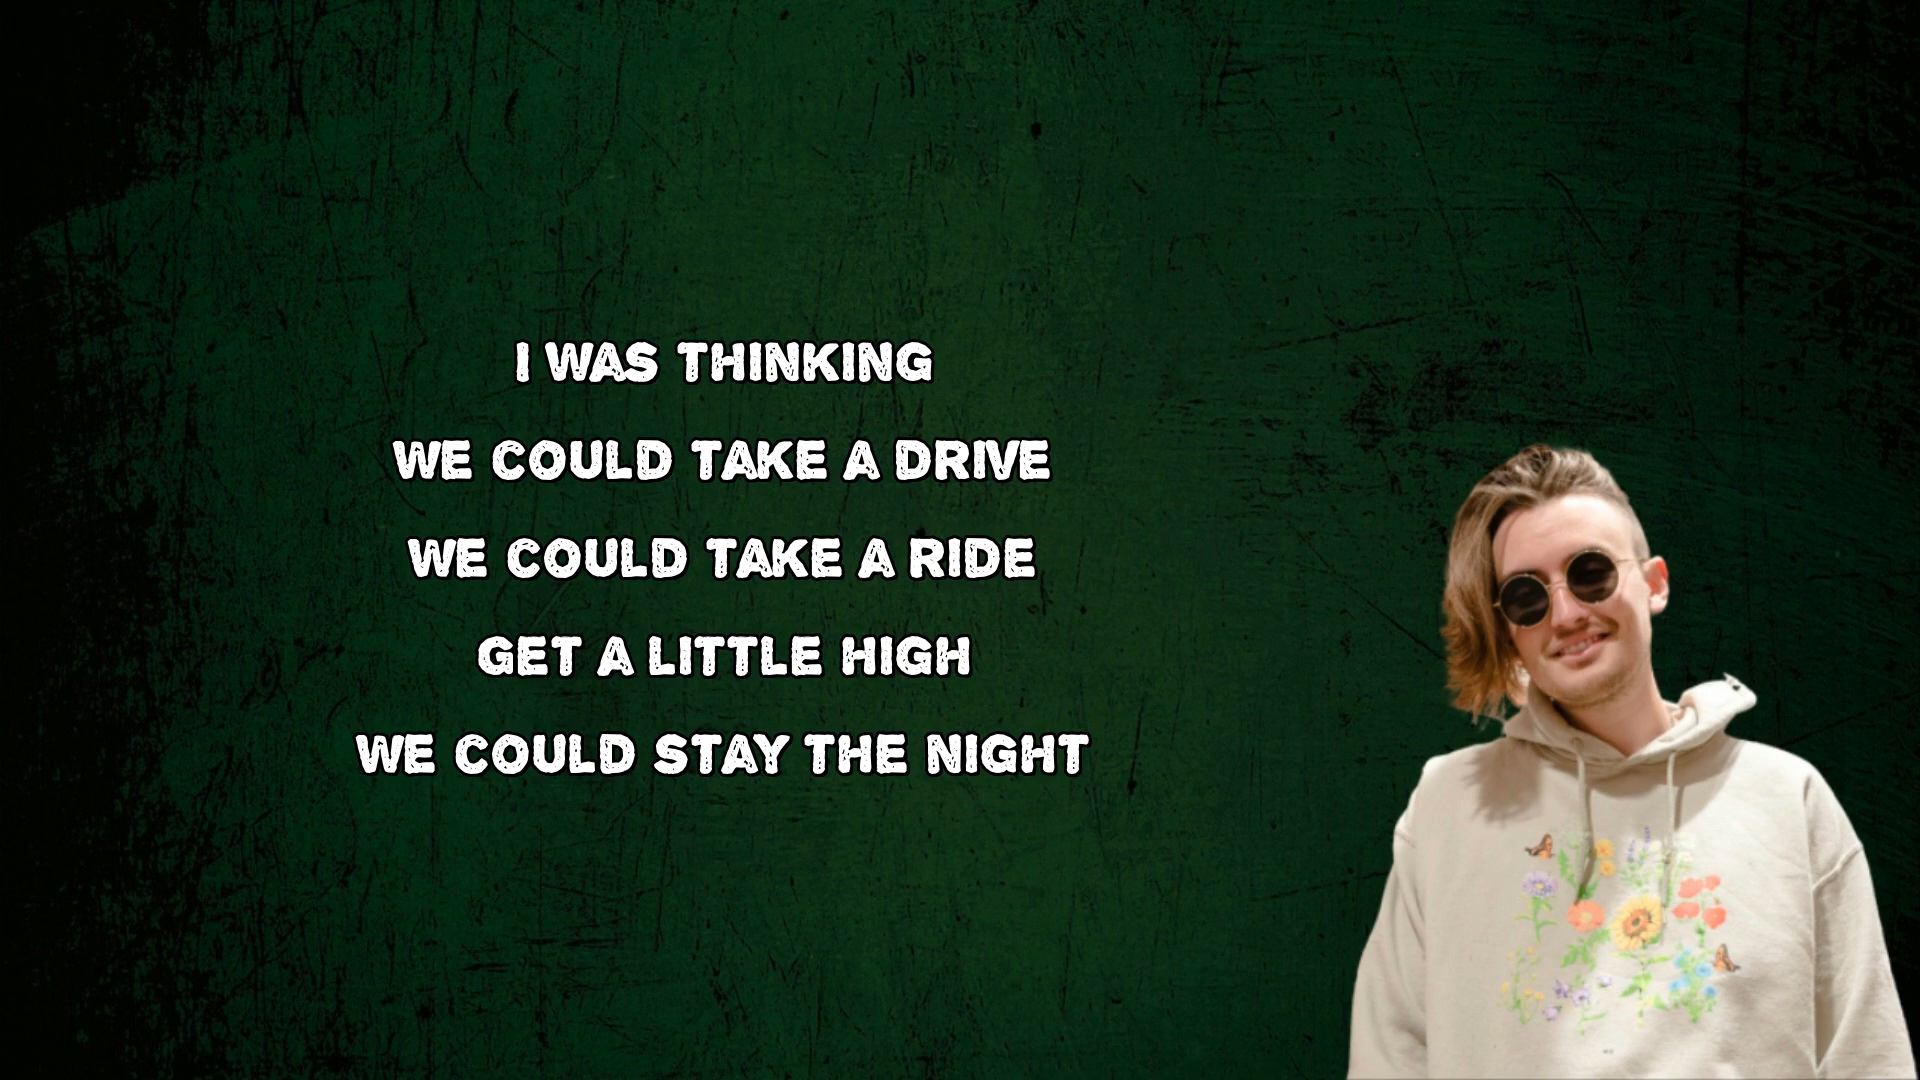 I WAS THINKING
WE COULD TAKE A DRIVE
WE COULD TAKE A RIDE
GET A LITTLE HIGH
WE COULD STAY THE NIGHT